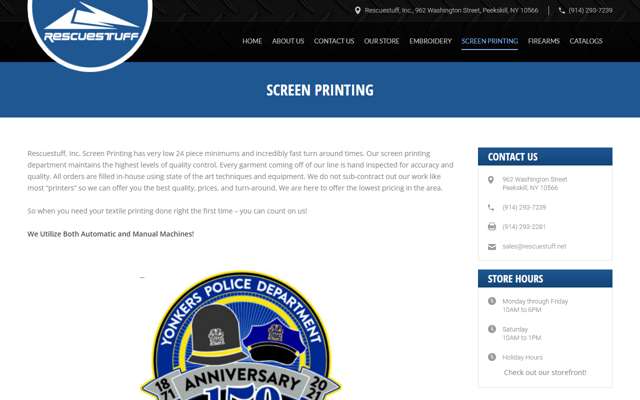 Rescuestuff, Inc., 962 Washington Street, Peekskill, NY 10566
(914) 293-7239
RESCUESTUFF
HOME ABOUT US CONTACT US OUR STORE EMBROIDERY SCREEN PRINTING FIREARMS CATALOGS
SCREEN PRINTING
Rescuestuff, Inc. Screen Printing has very low 24 piece minimums and incredibly fast turn around times. Our screen printing
department maintains the highest levels of quality control. Every garment coming off of our line is hand inspected for accuracy and
quality. All orders are filled in-house using state of the art techniques and equipment. We do not sub-contract out our work like
most "printers" so we can offer you the best quality, prices, and turn-around. We are here to offer the lowest pricing in the area.
So when you need your textile printing done right the first time – you can count on us!
We Utilize Both Automatic and Manual Machines!
YONKERS POLICE DEPARTMENT
1871
2021
ANNIVERSARY
150
CONTACT US
962 Washington Street
Peekskill, NY 10566
(914) 293-7239
(914) 293-2281
sales@rescuestuff.net
STORE HOURS
Monday through Friday
10AM to 6PM
Saturday
10AM to 1PM
Holiday Hours
Check out our storefront!